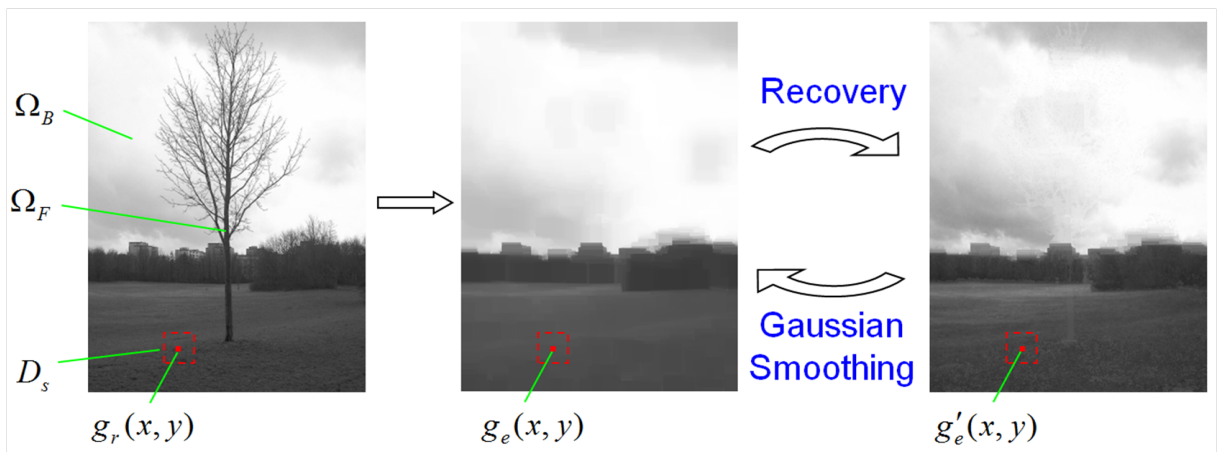 Ω_B
Ω_F
D_s
g_r(x, y)
g_e(x, y)
Recovery
Gaussian
Smoothing
g'_e(x, y)